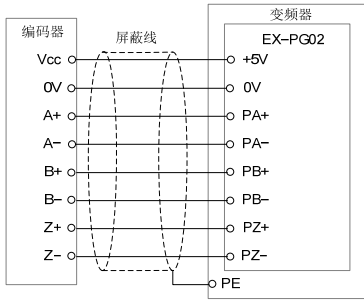 变频器
编码器
屏蔽线
EX-PG02
Vcc +5V
0V 0V
A+ PA+
A- PA-
B+ PB+
B- PB-
Z+ PZ+
Z- PZ-
PE